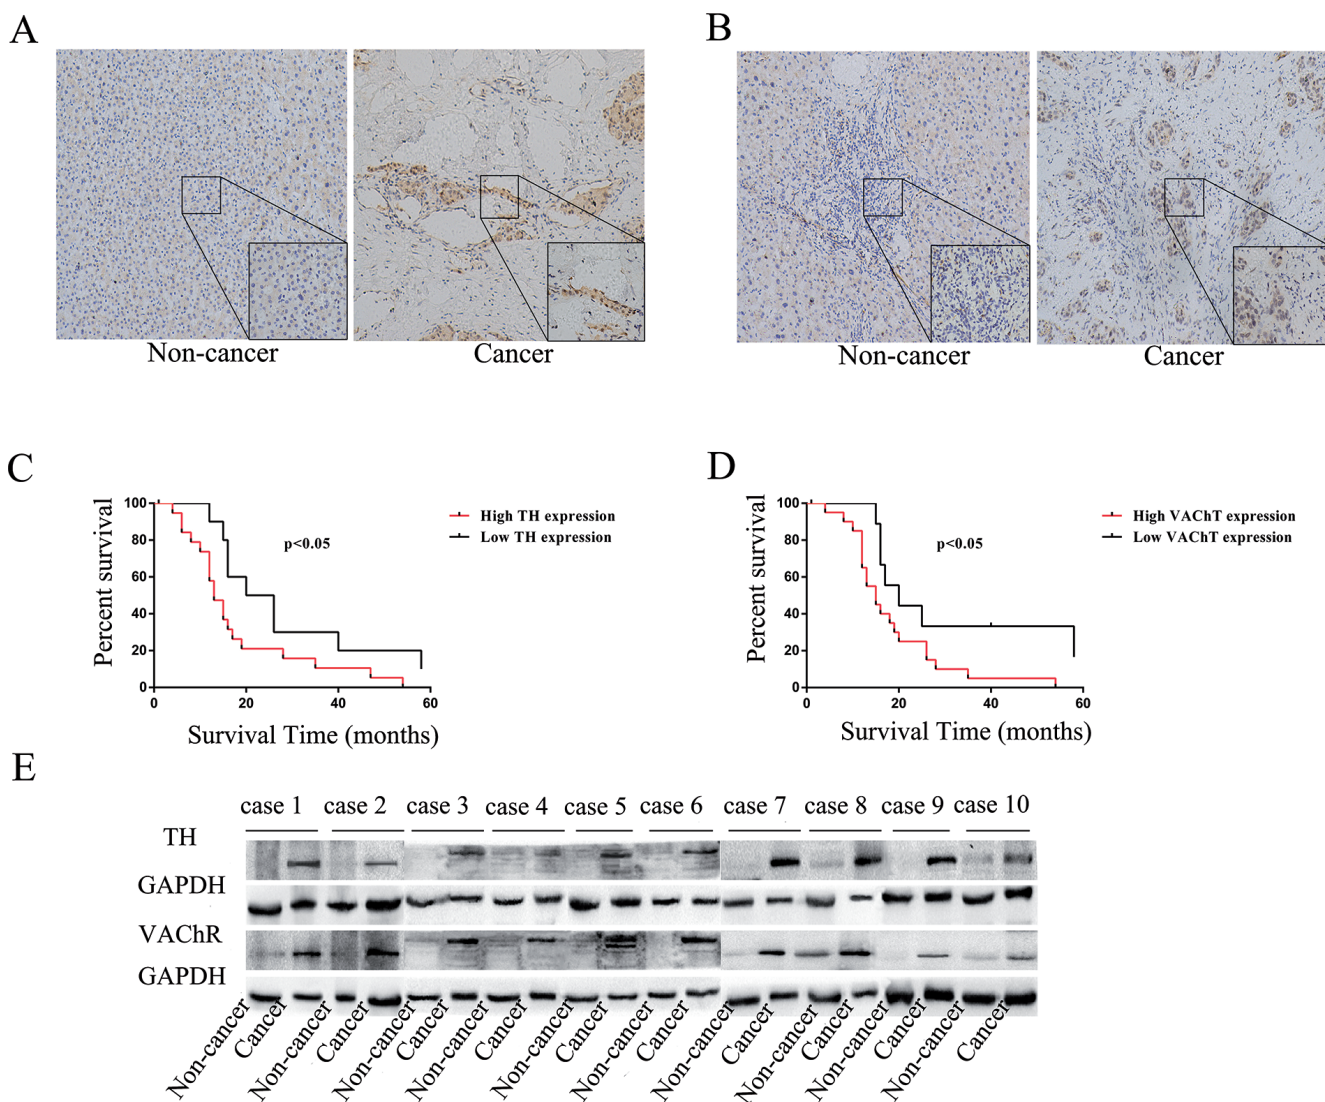 A
B
Non-cancer
Cancer
Non-cancer
Cancer
C
D
Percent survival
100
80
60
40
20
0
0
20
40
60
Survival Time (months)
p<0.05
High TH expression
Low TH expression
Percent survival
100
80
60
40
20
0
0
20
40
60
Survival Time (months)
p<0.05
High VAChT expression
Low VAChT expression
E
case 1 case 2 case 3 case 4 case 5 case 6 case 7 case 8 case 9 case 10
TH
GAPDH
VAChR
GAPDH
Non-cancer
Cancer
Non-cancer
Cancer
Non-cancer
Cancer
Non-cancer
Cancer
Non-cancer
Cancer
Non-cancer
Cancer
Non-cancer
Cancer
Non-cancer
Cancer
Non-cancer
Cancer
Non-cancer
Cancer